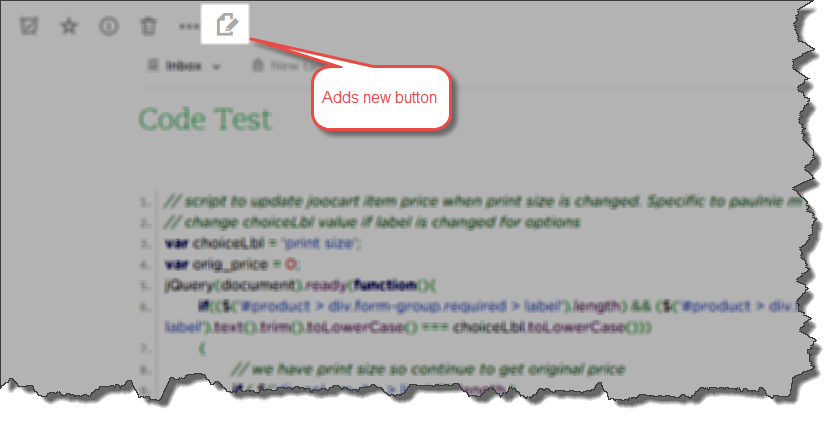 Adds new button
Inbox
New
Code Test
1. // script to update joocart item price when print size is changed. Specific to paulnie m
2. // change choiceLbl value if label is changed for options
3. var choiceLbl = 'print size';
4. var orig_price = 0;
5. jQuery(document).ready(function(){
6. if(($('#product > div.form-group.required > label').length) && ($('#product > div.f
label').text().trim().toLowerCase() === choiceLbl.toLowerCase()))
7. {
8. // we have print size so continue to get original price
9.